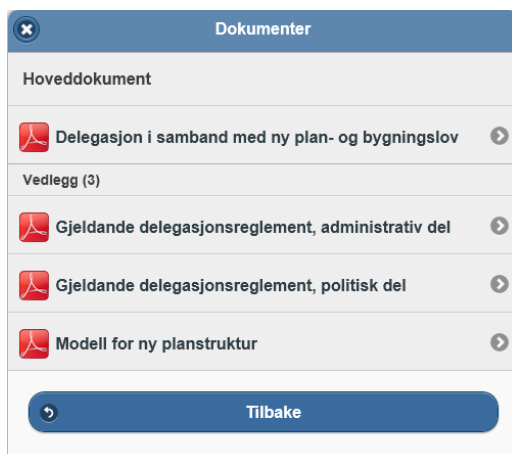 Dokumenter
Hoveddokument
Delegasjon i samband med ny plan- og bygningslov
Vedlegg (3)
Gjeldande delegasjonsreglement, administrativ del
Gjeldande delegasjonsreglement, politisk del
Modell for ny planstruktur
Tilbake